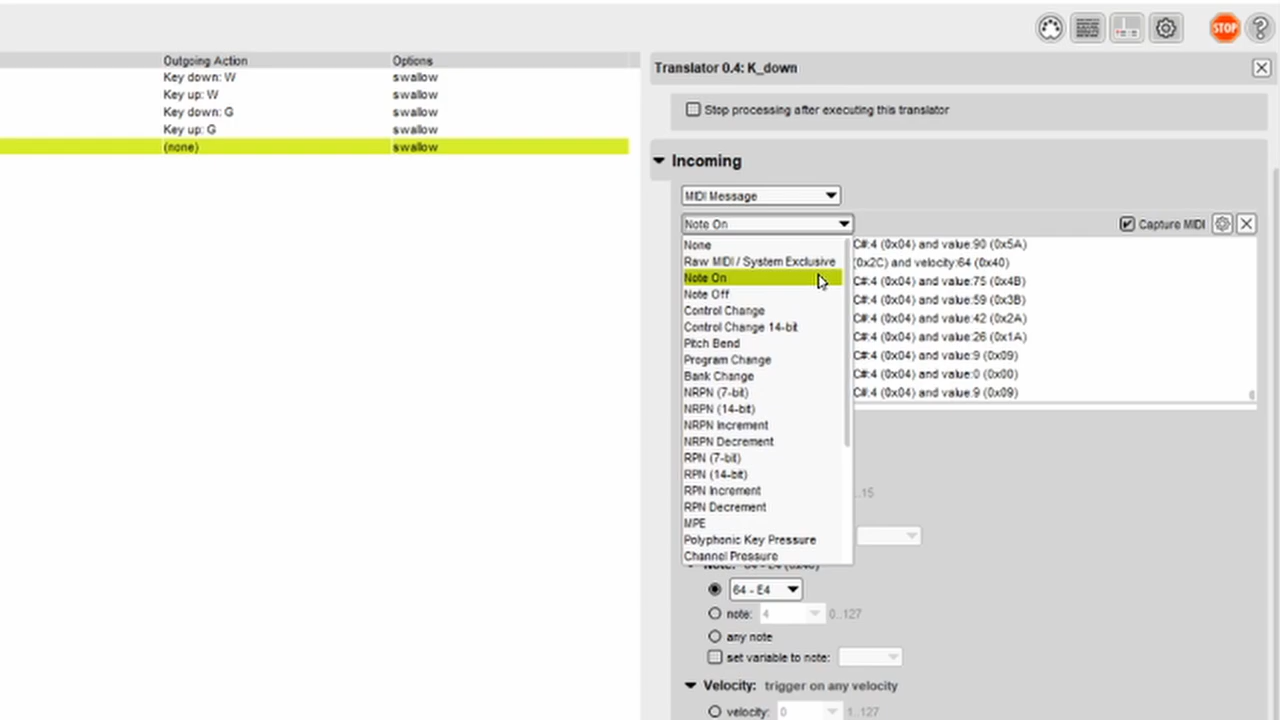 STOP ?
Outgoing Action Options
Key down: W swallow
Key up: W swallow
Key down: G swallow
Key up: G swallow
(none) swallow
Translator 0.4: K_down
Stop processing after executing this translator
Incoming
MIDI Message
Note On
Capture MIDI
None
Raw MIDI / System Exclusive
Note On
Note Off
Control Change
Control Change 14-bit
Pitch Bend
Program Change
Bank Change
NRPN (7-bit)
NRPN (14-bit)
NRPN Increment
NRPN Decrement
RPN (7-bit)
RPN (14-bit)
RPN Increment
RPN Decrement
MPE
Polyphonic Key Pressure
Channel Pressure
C#:4 (0x04) and value:90 (0x5A)
(0x2C) and velocity:64 (0x40)
C#:4 (0x04) and value:75 (0x4B)
C#:4 (0x04) and value:59 (0x3B)
C#:4 (0x04) and value:42 (0x2A)
C#:4 (0x04) and value:26 (0x1A)
C#:4 (0x04) and value:9 (0x09)
C#:4 (0x04) and value:0 (0x00)
C#:4 (0x04) and value:9 (0x09)
..15
Note: 64 - E4 (0x40)
64 - E4
note: 4 0..127
any note
set variable to note:
Velocity: trigger on any velocity
velocity: 0 1..127